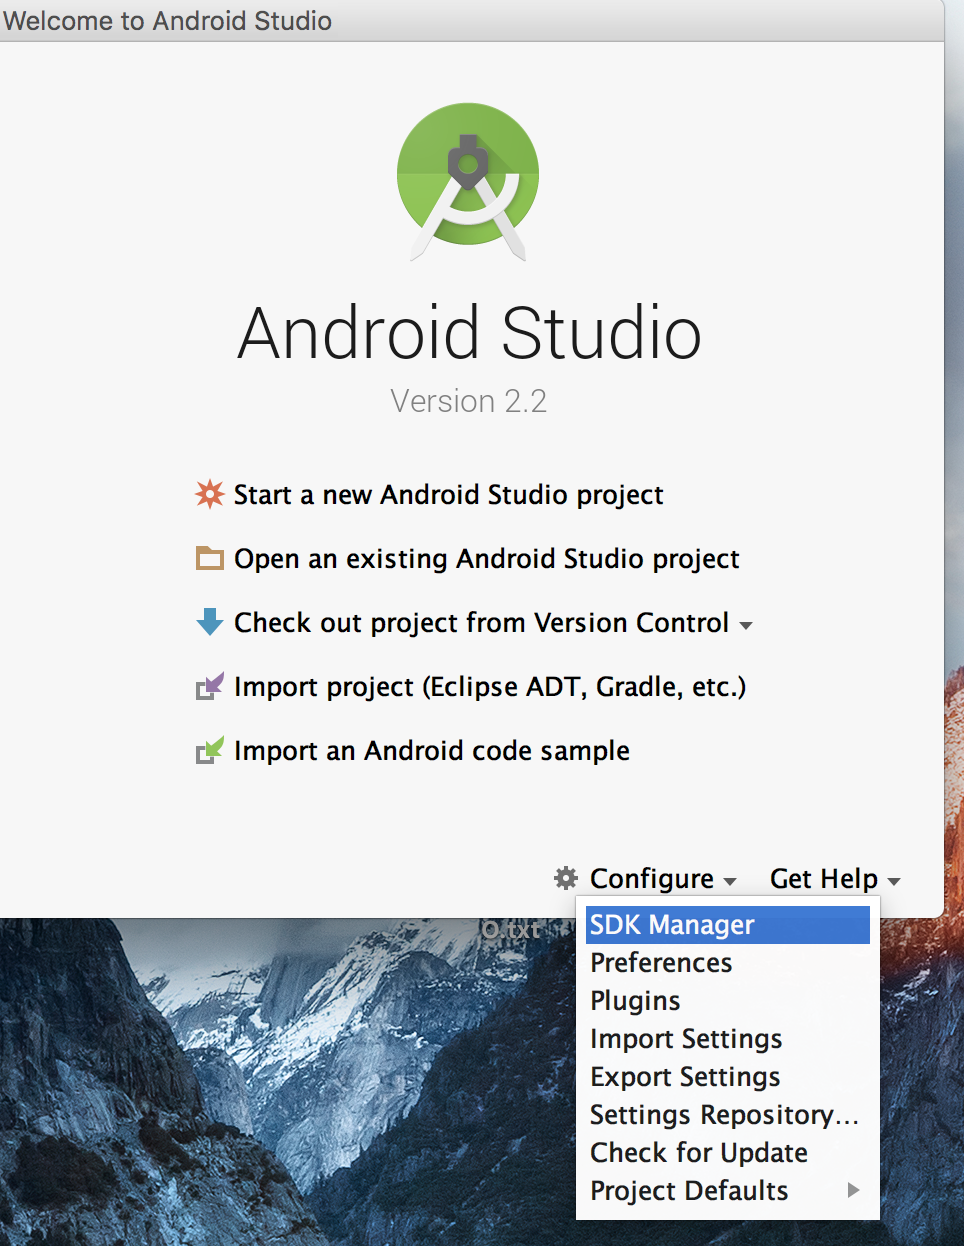 Welcome to Android Studio
Android Studio
Version 2.2
Start a new Android Studio project
Open an existing Android Studio project
Check out project from Version Control
Import project (Eclipse ADT, Gradle, etc.)
Import an Android code sample
Configure Get Help
O.txt
SDK Manager
Preferences
Plugins
Import Settings
Export Settings
Settings Repository...
Check for Update
Project Defaults